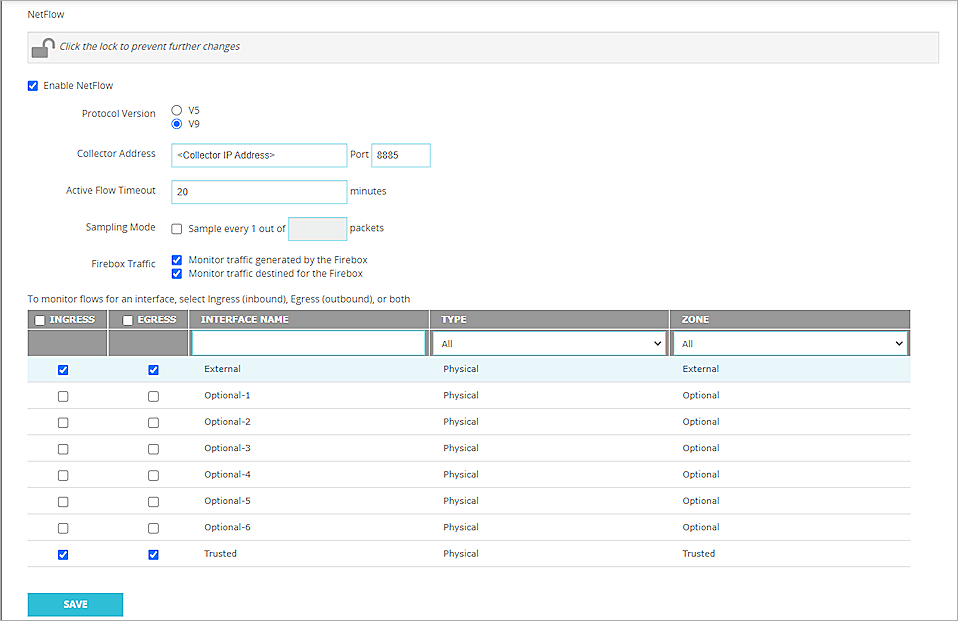 NetFlow
Click the lock to prevent further changes
Enable NetFlow
Protocol Version V5
V9
Collector Address <Collector IP Address> Port 8885
Active Flow Timeout 20 minutes
Sampling Mode Sample every 1 out of packets
Firebox Traffic Monitor traffic generated by the Firebox
Monitor traffic destined for the Firebox
To monitor flows for an interface, select Ingress (inbound), Egress (outbound), or both
INGRESS EGRESS INTERFACE NAME TYPE ZONE
All All
External Physical External
Optional-1 Physical Optional
Optional-2 Physical Optional
Optional-3 Physical Optional
Optional-4 Physical Optional
Optional-5 Physical Optional
Optional-6 Physical Optional
Trusted Physical Trusted
SAVE